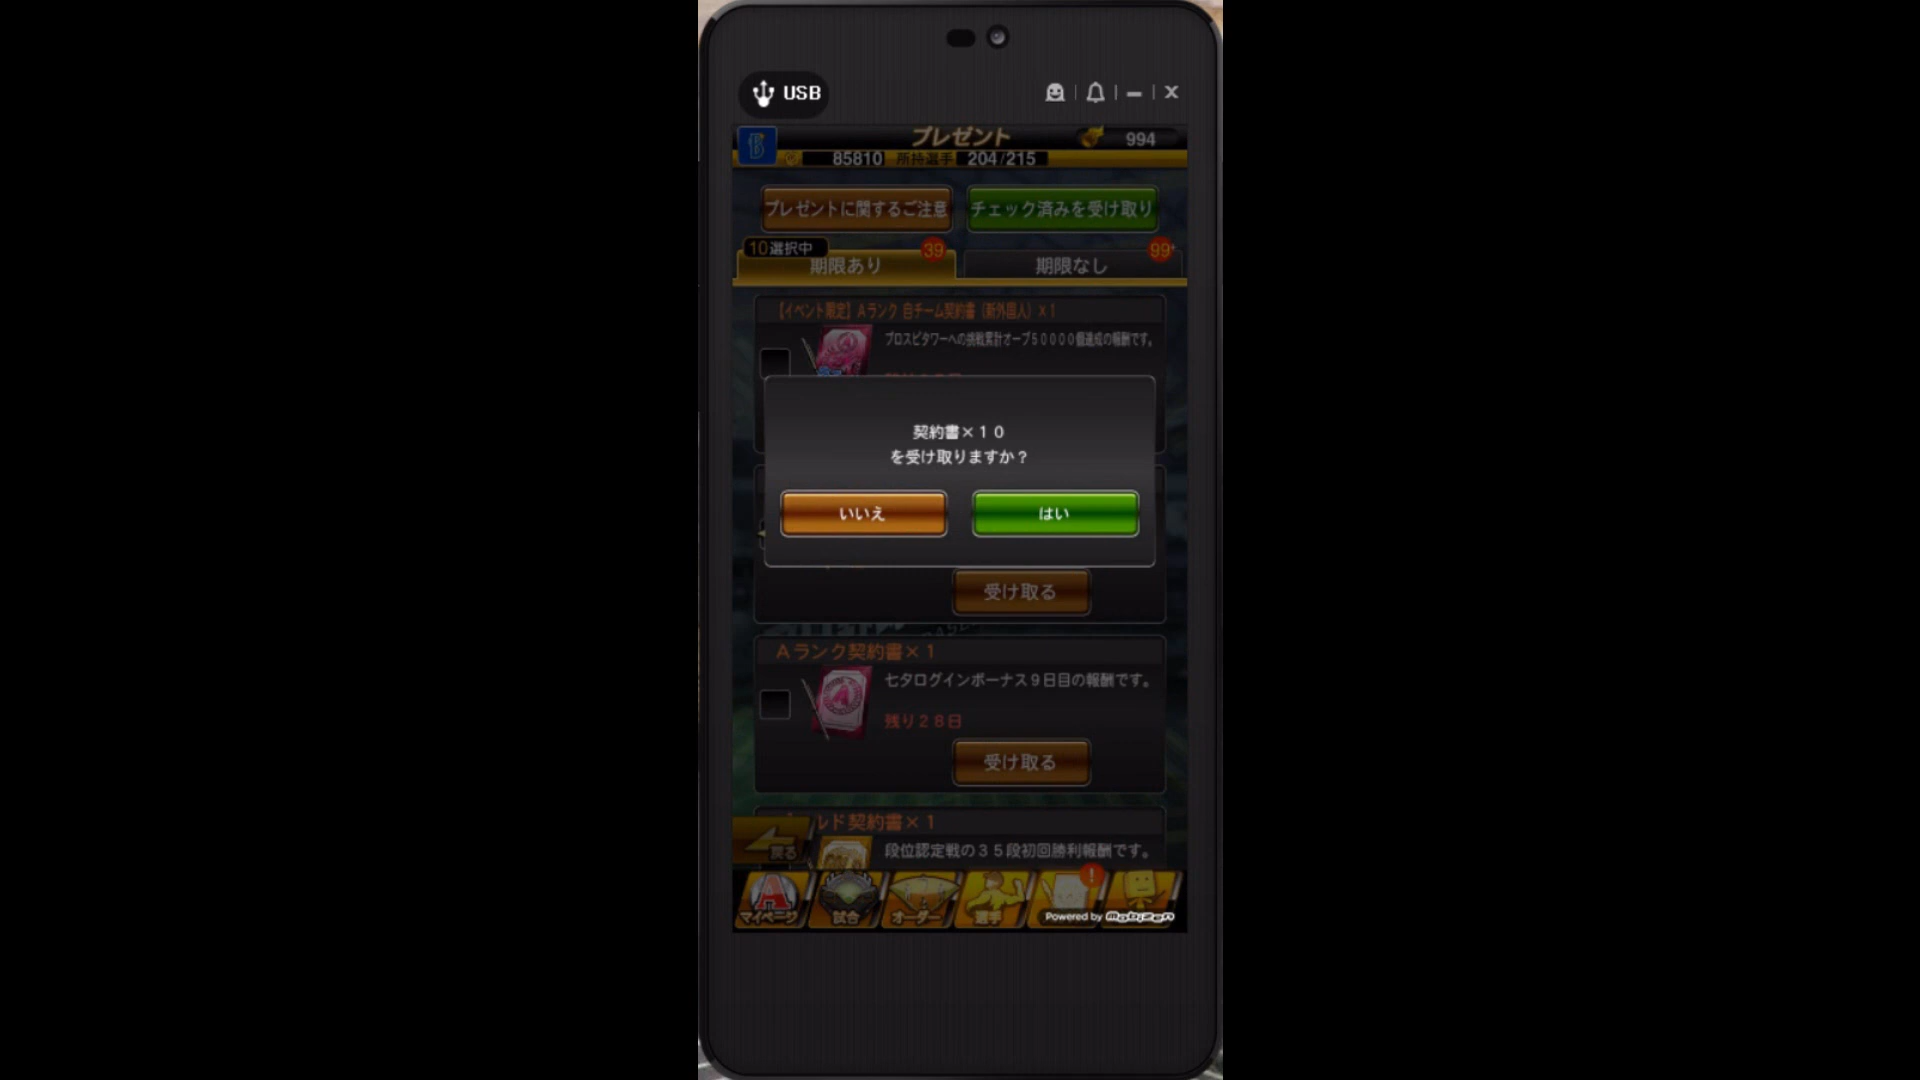 USB
プレゼント
994
85810 所持選手 204/215
プレゼントに関するご注意
チェック済みを受け取り
10選択中
39
99+
期限あり
期限なし
【イベント限定】Aランク 自チーム契約書（新外国人）×1
プロスピタワーへの挑戦累計オーブ50000個達成の報酬です。
契約書×10
を受け取りますか？
いいえ
はい
受け取る
Aランク契約書×1
七夕ログインボーナス9日目の報酬です。
残り28日
受け取る
ルド契約書×1
段位認定戦の35段初回勝利報酬です。
戻る
マイページ
試合
オーダー
選手
Powered by Mobizen